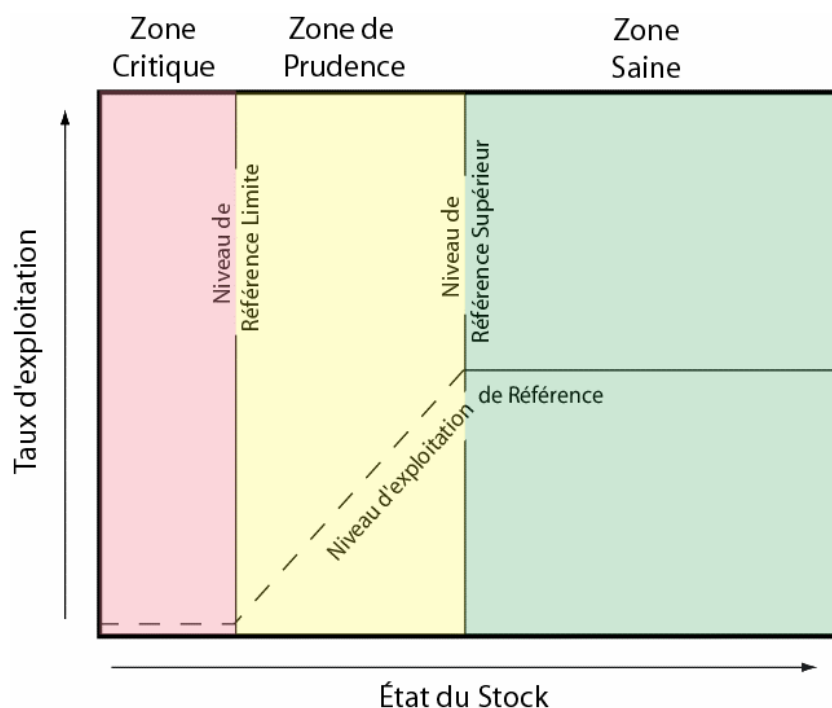 Zone
Critique
Zone de
Prudence
Zone
Saine
Taux d'exploitation
Niveau de
Référence Limite
Niveau de
Référence Supérieur
Niveau d'exploitation
de Référence
État du Stock